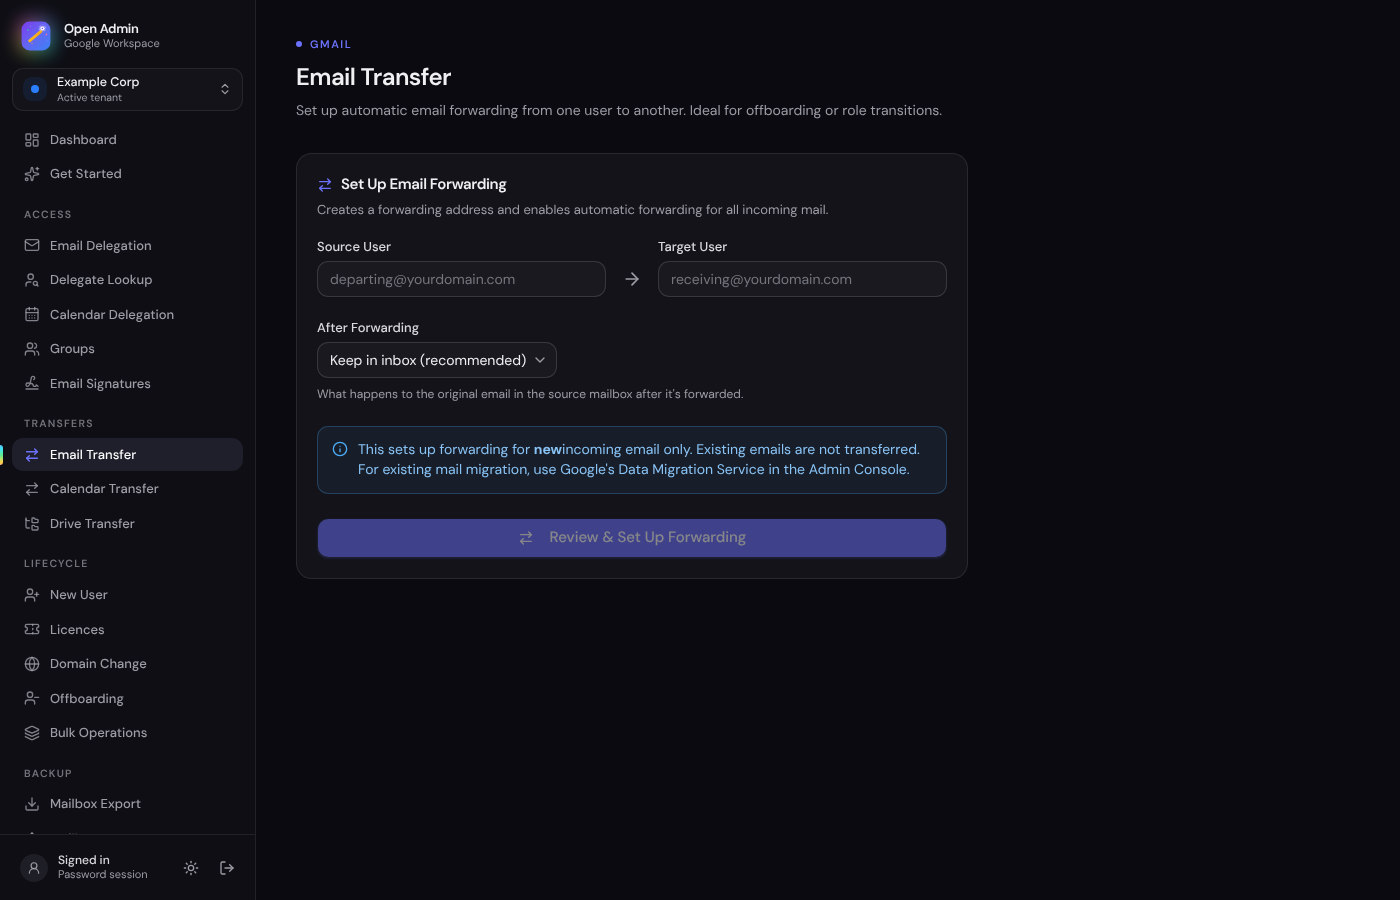 Open Admin
Google Workspace
Example Corp
Active tenant
Dashboard
Get Started
ACCESS
Email Delegation
Delegate Lookup
Calendar Delegation
Groups
Email Signatures
TRANSFERS
Email Transfer
Calendar Transfer
Drive Transfer
LIFECYCLE
New User
Licences
Domain Change
Offboarding
Bulk Operations
BACKUP
Mailbox Export
Signed in
Password session
GMAIL
Email Transfer
Set up automatic email forwarding from one user to another. Ideal for offboarding or role transitions.
Set Up Email Forwarding
Creates a forwarding address and enables automatic forwarding for all incoming mail.
Source User
departing@yourdomain.com
Target User
receiving@yourdomain.com
After Forwarding
Keep in inbox (recommended)
What happens to the original email in the source mailbox after it's forwarded.
This sets up forwarding for newincoming email only. Existing emails are not transferred.
For existing mail migration, use Google's Data Migration Service in the Admin Console.
Review & Set Up Forwarding